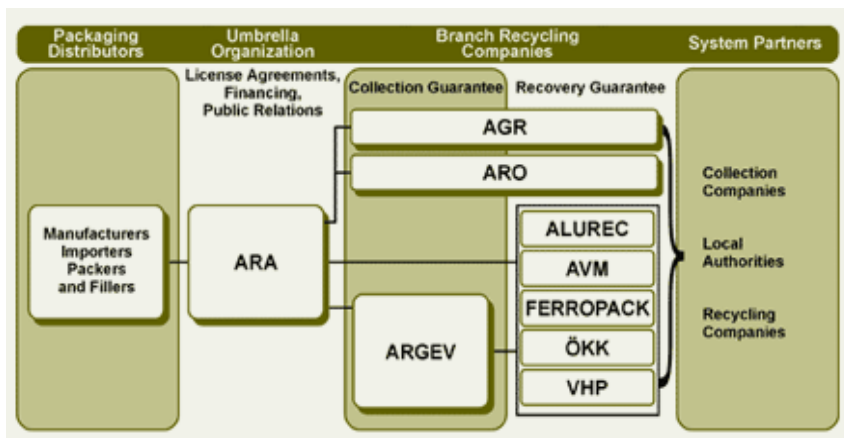 Packaging
Distributors
Umbrella
Organization
Branch Recycling
Companies
System Partners
License Agreements,
Financing,
Public Relations
Collection Guarantee
Recovery Guarantee
AGR
ARO
Manufacturers
Importers
Packers
and Fillers
ARA
ARGEV
ALUREC
AVM
FERROPACK
ÖKK
VHP
Collection
Companies
Local
Authorities
Recycling
Companies